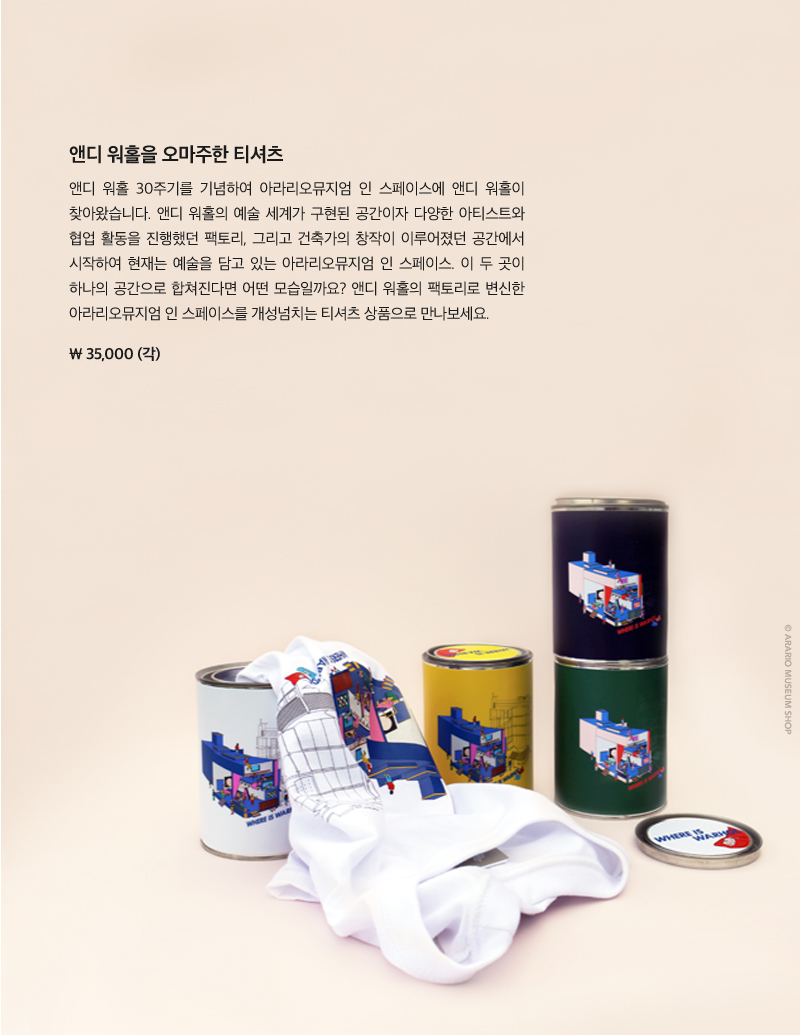 앤디 워홀을 오마주한 티셔츠
앤디 워홀 30주기를 기념하여 아라리오뮤지엄 인 스페이스에 앤디 워홀이
찾아왔습니다. 앤디 워홀의 예술 세계가 구현된 공간이자 다양한 아티스트와
협업 활동을 진행했던 팩토리, 그리고 건축가의 창작이 이루어졌던 공간에서
시작하여 현재는 예술을 담고 있는 아라리오뮤지엄 인 스페이스. 이 두 곳이
하나의 공간으로 합쳐진다면 어떤 모습일까요? 앤디 워홀의 팩토리로 변신한
아라리오뮤지엄 인 스페이스를 개성넘치는 티셔츠 상품으로 만나보세요.
₩ 35,000 (각)
© ARARIO MUSEUM SHOP
WHERE IS WARHOL
WHERE IS WARHOL
WHERE IS
WARHOL